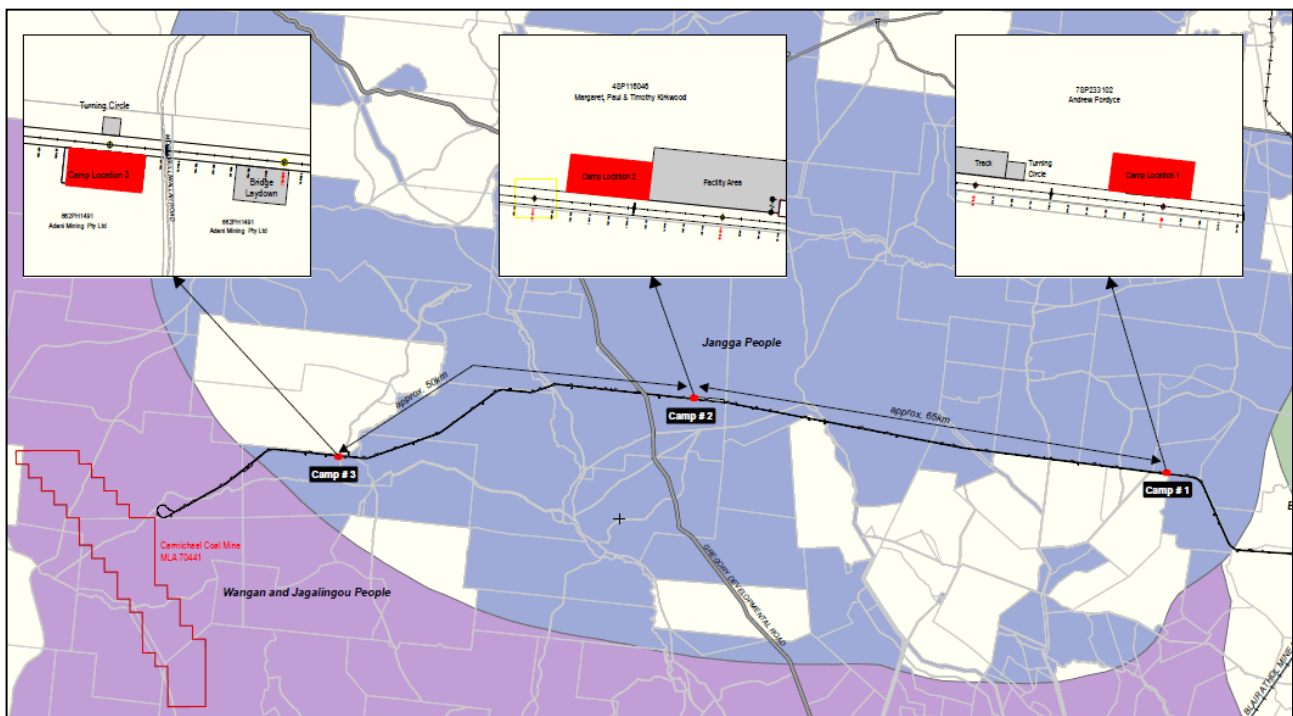 Turning Circle
Camp Location 3
Bridge
Laydown
662PH1491
Adani Mining Pty Ltd
662PH1491
Adani Mining Pty Ltd
4SP116046
Margaret, Paul & Timothy Kirkwood
Camp Location 2
Facility Area
7SP233102
Andrew Fordyce
Track
Turning
Circle
Camp Location 1
Jangga People
approx. 50km
approx. 65km
Camp # 2
Camp # 3
Camp # 1
Carmichael Coal Mine
MLA 70441
Wangan and Jagalingou People
GREGORY DEVELOPMENTAL ROAD
BLAIR ATHOL MINE